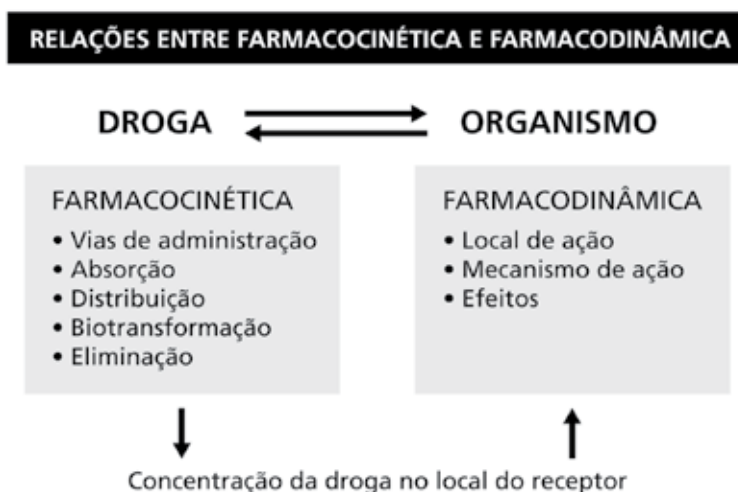 RELAÇÕES ENTRE FARMACOCINÉTICA E FARMACODINÂMICA
DROGA
ORGANISMO
FARMACOCINÉTICA
• Vias de administração
• Absorção
• Distribuição
• Biotransformação
• Eliminação
FARMACODINÂMICA
• Local de ação
• Mecanismo de ação
• Efeitos
Concentração da droga no local do receptor